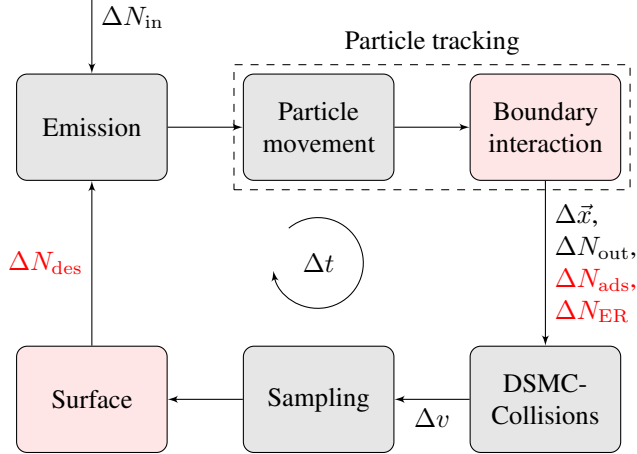 ΔN_in
Particle tracking
Emission
Particle
movement
Boundary
interaction
Δx⃗,
ΔN_out,
ΔN_ads,
ΔN_ER
ΔN_des
Δt
Surface
Sampling
Δv
DSMC-
Collisions